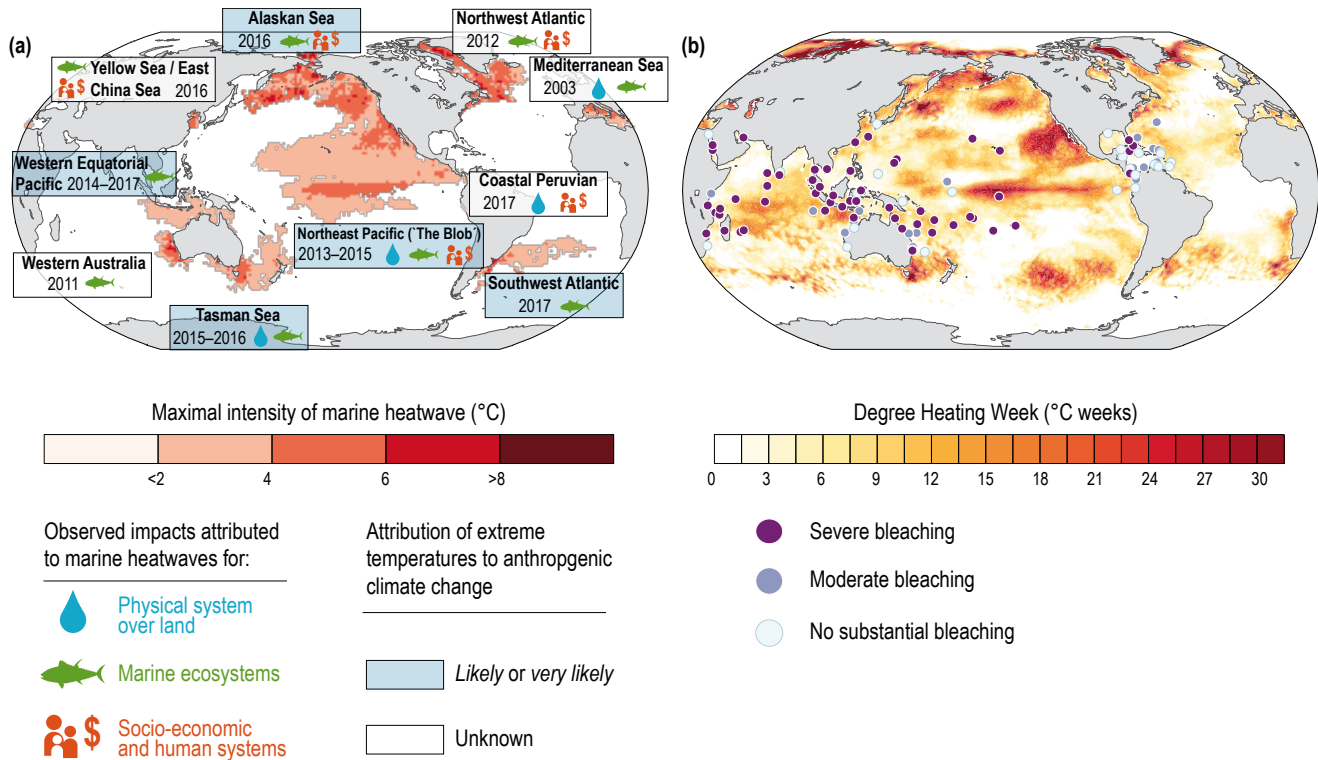 (a)
Alaskan Sea
2016
$
Northwest Atlantic
2012
$
Yellow Sea / East
$ China Sea 2016
Mediterranean Sea
2003
Western Equatorial
Pacific 2014–2017
Coastal Peruvian
2017
$
Northeast Pacific (`The Blob´)
2013–2015
$
Western Australia
2011
Southwest Atlantic
2017
Tasman Sea
2015–2016
Maximal intensity of marine heatwave (°C)
<2 4 6 >8
Observed impacts attributed
to marine heatwaves for:
Physical system
over land
Marine ecosystems
$
Socio-economic
and human systems
Attribution of extreme
temperatures to anthropgenic
climate change
Likely or very likely
Unknown
(b)
Degree Heating Week (°C weeks)
0 3 6 9 12 15 18 21 24 27 30
Severe bleaching
Moderate bleaching
No substantial bleaching